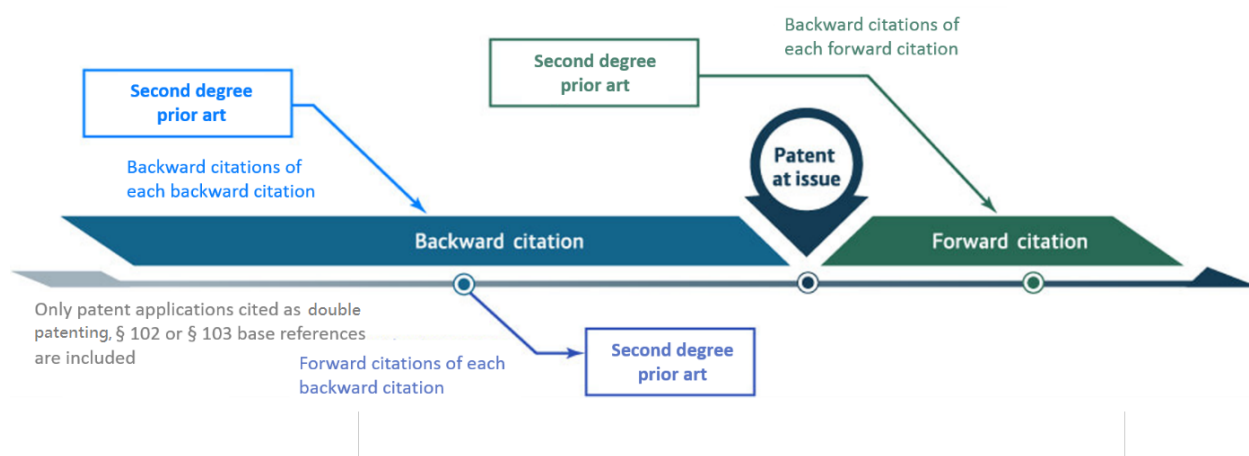 Backward citations of
each forward citation
Second degree
prior art
Second degree
prior art
Patent
at issue
Backward citations of
each backward citation
Backward citation
Forward citation
Only patent applications cited as double
patenting, § 102 or § 103 base references
are included
Forward citations of each
backward citation
Second degree
prior art